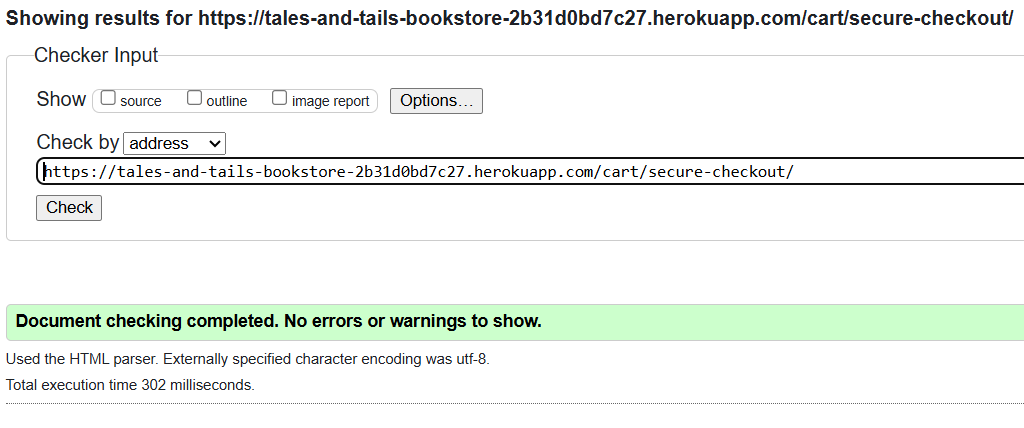 Showing results for https://tales-and-tails-bookstore-2b31d0bd7c27.herokuapp.com/cart/secure-checkout/
Checker Input
Show source outline image report Options...
Check by address
https://tales-and-tails-bookstore-2b31d0bd7c27.herokuapp.com/cart/secure-checkout/
Check
Document checking completed. No errors or warnings to show.
Used the HTML parser. Externally specified character encoding was utf-8.
Total execution time 302 milliseconds.